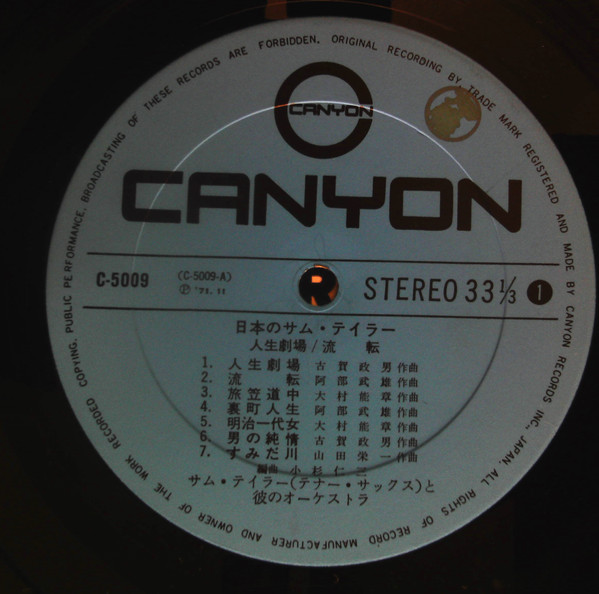 BROADCASTING OF THESE RECORDS ARE FORBIDDEN. ORIGINAL RECORDING BY TRADE MARK REGISTERED AND MADE BY CANYON RECORDS INC., JAPAN. ALL RIGHTS OF RECORD MANUFACTURER AND OWNER OF THE WORK RECORDED COPYING, PUBLIC PERFORMANCE,
CANYON
CANYON
C-5009 (C-5009-A) STEREO 33 1/3 1
Ⓟ '71. 11
日本のサム・テイラー
人生劇場/流 転
1. 人生劇場 古賀政男作曲
2. 流 転 阿部武雄作曲
3. 旅笠道中 大村能章作曲
4. 裏町人生 阿部武雄作曲
5. 明治一代女 大村能章作曲
6. 男の純情 古賀政男作曲
7. すみだ川 山田栄一作曲
編曲 小杉仁三
サム・テイラー(テナー・サックス)と
彼のオーケストラ